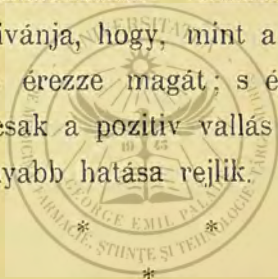 ivánja, hogy, mint a
érezze magát; s é
csak a pozitiv vallás
yabb hatása rejlik.
* *
*